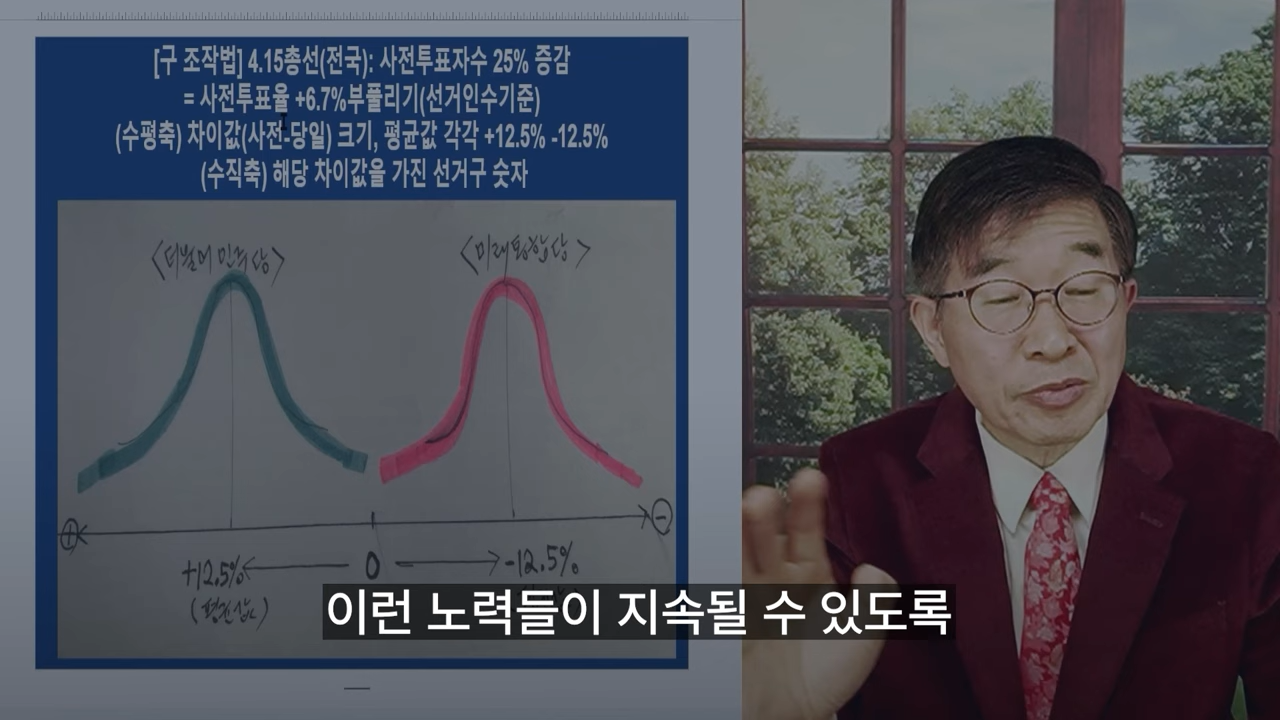 [구 조작법] 4.15총선(전국): 사전투표자수 25% 증감
= 사전투표율 +6.7%부풀리기(선거인수기준)
(수평축) 차이값(사전-당일) 크기, 평균값 각각 +12.5% -12.5%
(수직축) 해당 차이값을 가진 선거구 숫자
<더불어민주당> <미래통합당>
+ -
+12.5% 0 -12.5%
(평균값)
이런 노력들이 지속될 수 있도록